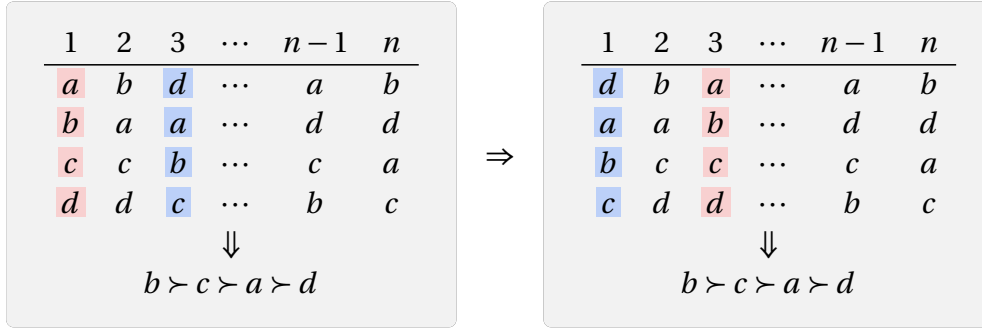 1 2 3 ⋯ n − 1 n
a b d ⋯ a b
b a a ⋯ d d
c c b ⋯ c a
d d c ⋯ b c
⇓
b ≻ c ≻ a ≻ d
⇒
1 2 3 ⋯ n − 1 n
d b a ⋯ a b
a a b ⋯ d d
b c c ⋯ c a
c d d ⋯ b c
⇓
b ≻ c ≻ a ≻ d